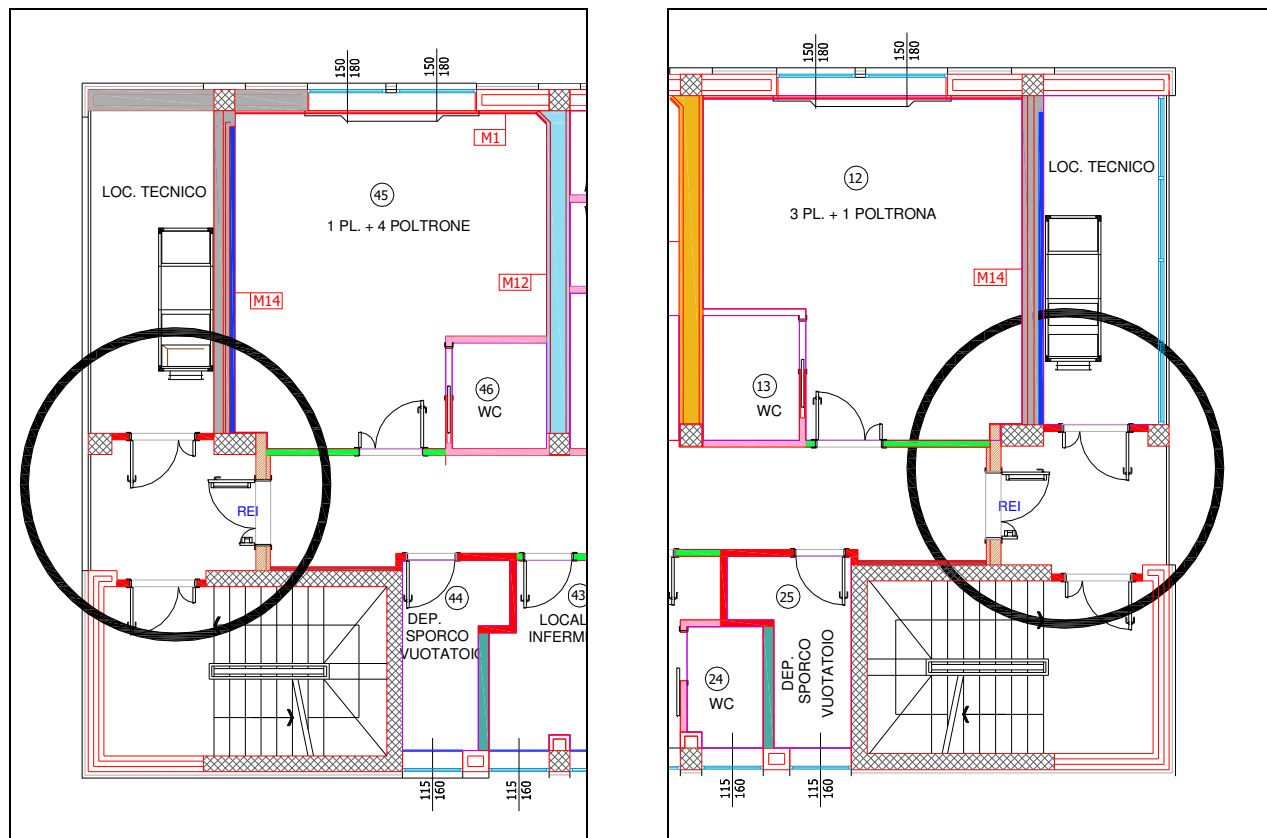 150
180
150
180
M1
LOC. TECNICO
45
1 PL. + 4 POLTRONE
M12
M14
46
WC
REI
44
DEP.
SPORCO
VUOTATOIO
43
LOCAL
INFERMI
115
160
115
160
150
180
150
180
LOC. TECNICO
12
3 PL. + 1 POLTRONA
M14
13
WC
REI
25
DEP.
SPORCO
VUOTATOIO
24
WC
115
160
115
160